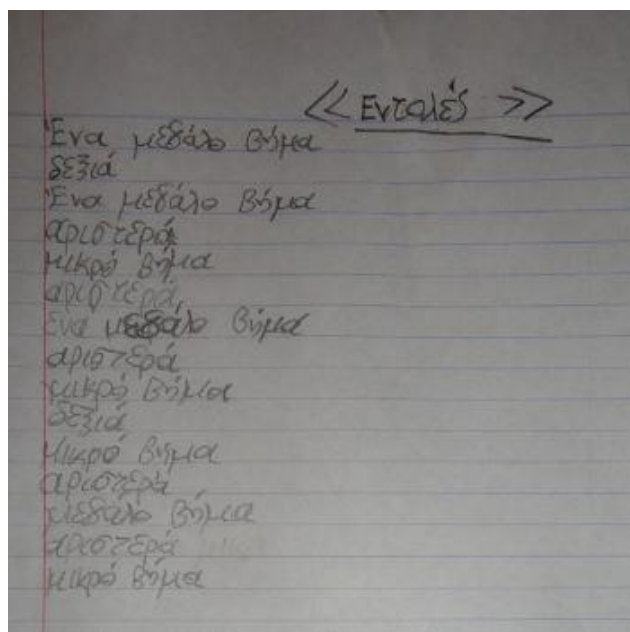 << Εντολές >>
Ένα μεγάλο βήμα
δεξιά
Ένα μεγάλο βήμα
αριστερά
μικρό βήμα
αριστερά
Ενα μεγάλο βήμα
αριστερά
μικρό βήμα
δεξιά
μικρό βήμα
αριστερά
μεγάλο βήμα
αριστερά
μικρό βήμα